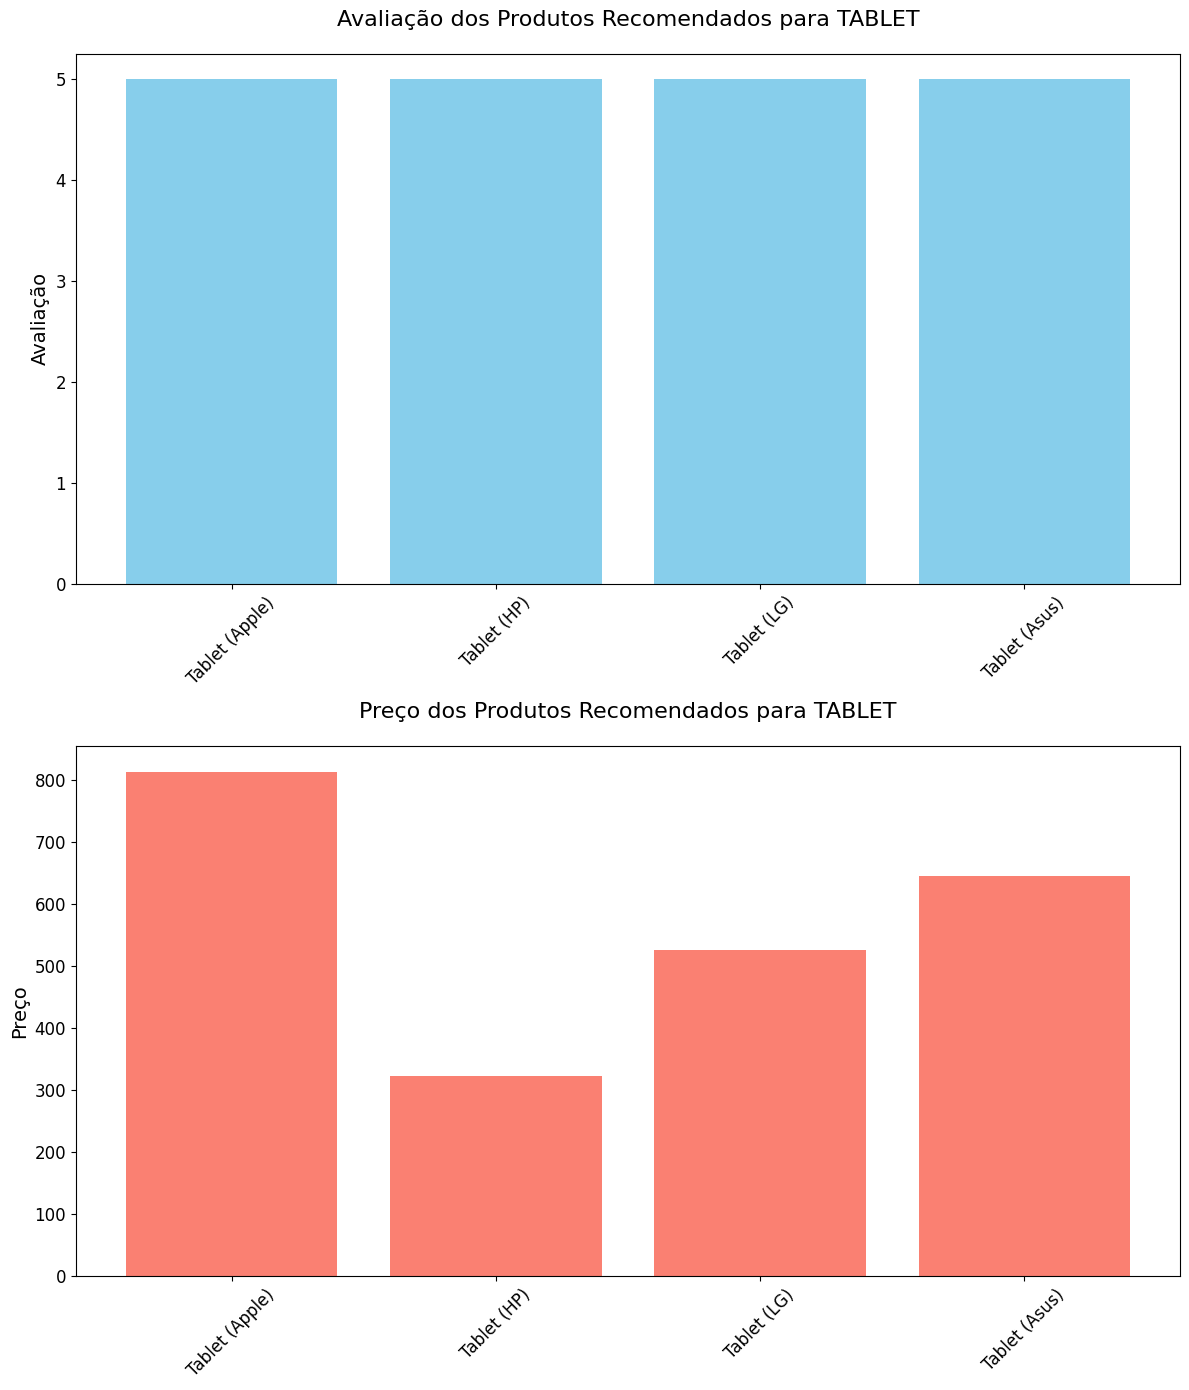 Avaliação dos Produtos Recomendados para TABLET
Avaliação
5
4
3
2
1
0
Tablet (Apple)
Tablet (HP)
Tablet (LG)
Tablet (Asus)
Preço dos Produtos Recomendados para TABLET
Preço
800
700
600
500
400
300
200
100
0
Tablet (Apple)
Tablet (HP)
Tablet (LG)
Tablet (Asus)